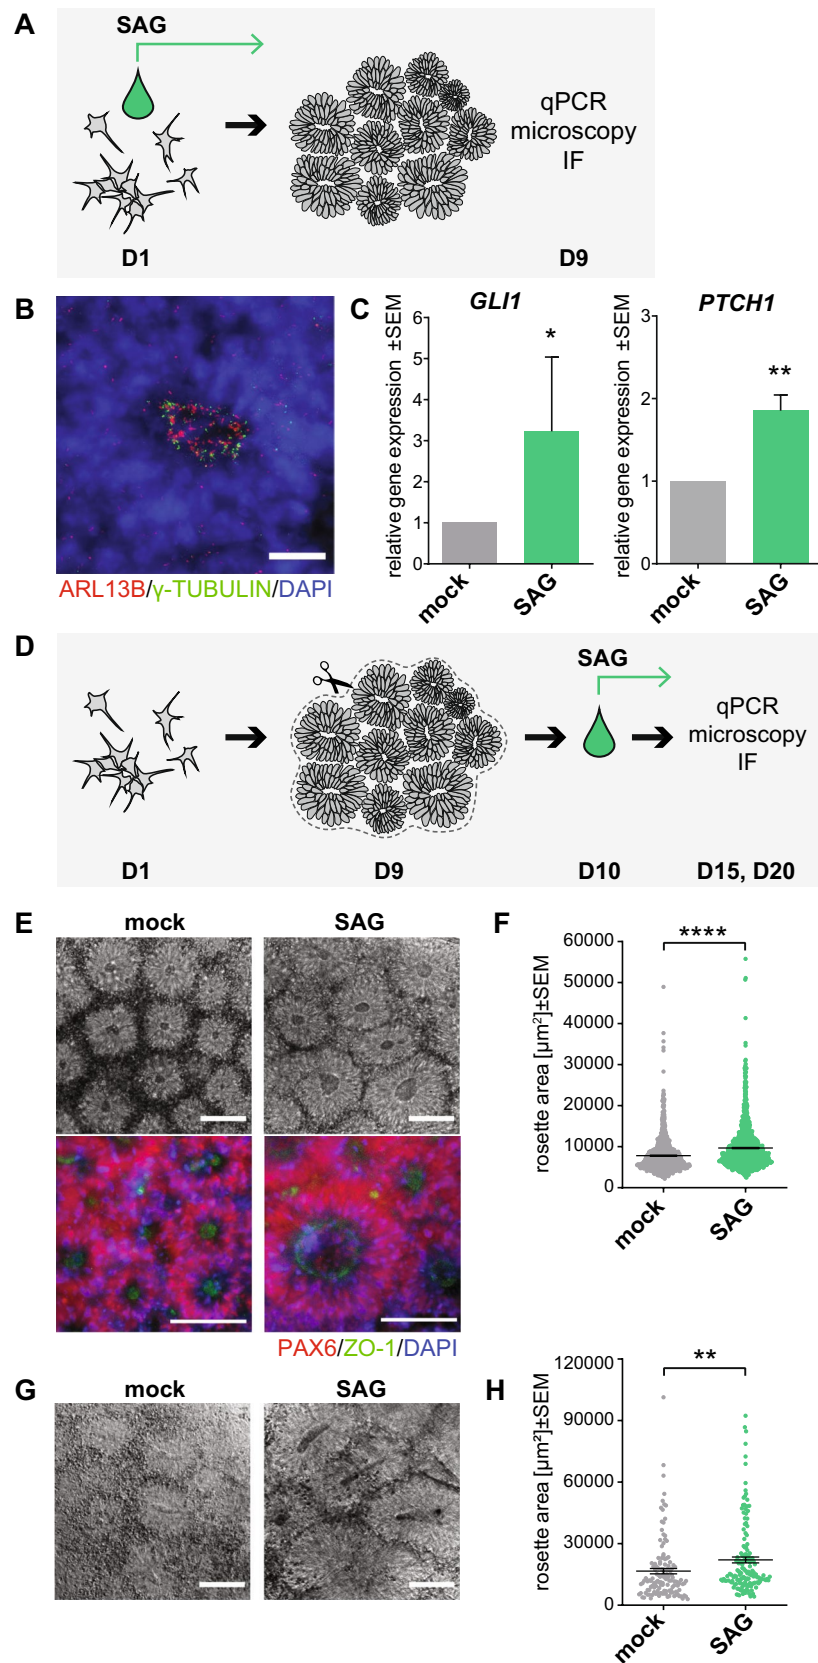 A
SAG
qPCR
microscopy
IF
D1
D9
B
ARL13B/γ-TUBULIN/DAPI
C
GLI1
relative gene expression ±SEM
6
5
4
3
2
1
0
*
mock
SAG
PTCH1
relative gene expression ±SEM
3
2
1
0
**
mock
SAG
D
SAG
qPCR
microscopy
IF
D1
D9
D10
D15, D20
E
mock
SAG
PAX6/ZO-1/DAPI
F
rosette area [µm²]±SEM
60000
50000
40000
30000
20000
10000
0
****
mock
SAG
G
mock
SAG
H
rosette area [µm²]±SEM
120000
90000
60000
30000
0
**
mock
SAG